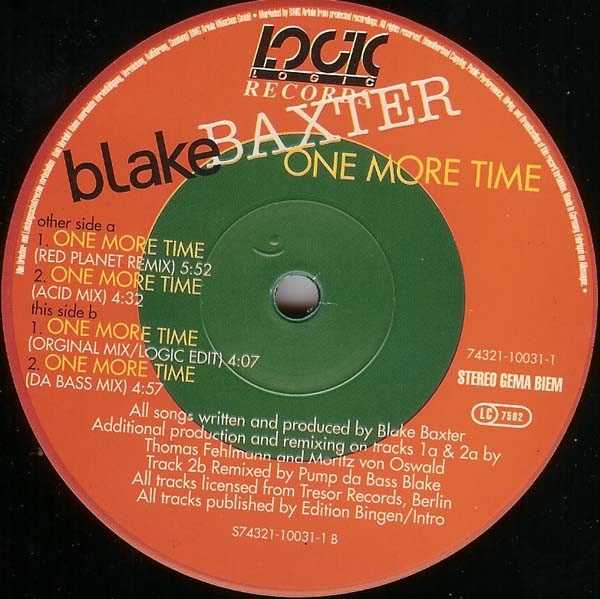 LOGIC
LOGIC
RECORDS
blake BAXTER
ONE MORE TIME
other side a
1. ONE MORE TIME
(RED PLANET REMIX) 5:52
2. ONE MORE TIME
(ACID MIX) 4:32
this side b
1. ONE MORE TIME
(ORGINAL MIX/LOGIC EDIT) 4:07
2. ONE MORE TIME
(DA BASS MIX) 4:57
74321-10031-1
STEREO GEMA BIEM
LC 7502
All songs written and produced by Blake Baxter
Additional production and remixing on tracks 1a & 2a by
Thomas Fehlmann and Moritz von Oswald
Track 2b Remixed by Pump da Bass Blake
All tracks licensed from Tresor Records, Berlin
All tracks published by Edition Bingen/Intro
S74321-10031-1 B